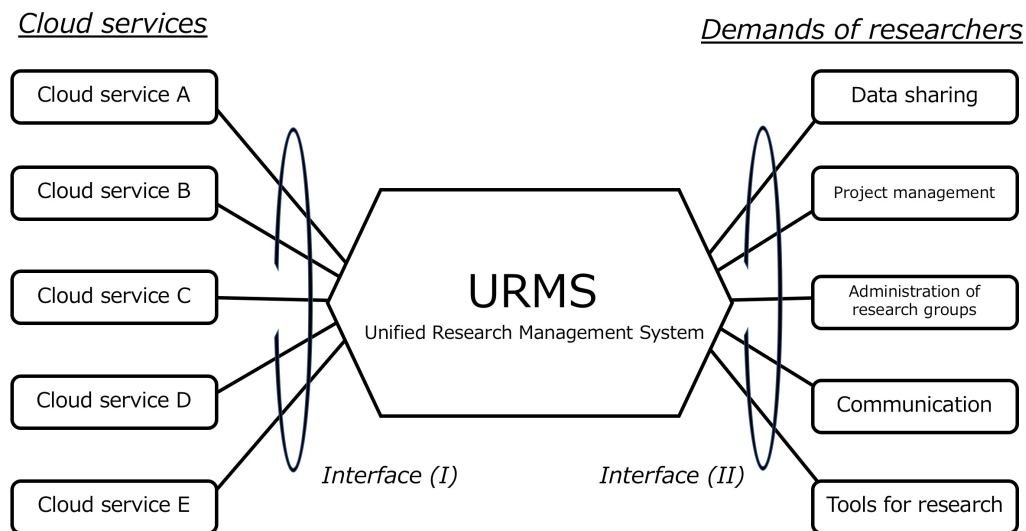 Cloud services
Demands of researchers
Cloud service A
Cloud service B
Cloud service C
Cloud service D
Cloud service E
URMS
Unified Research Management System
Interface (I)
Interface (II)
Data sharing
Project management
Administration of
research groups
Communication
Tools for research